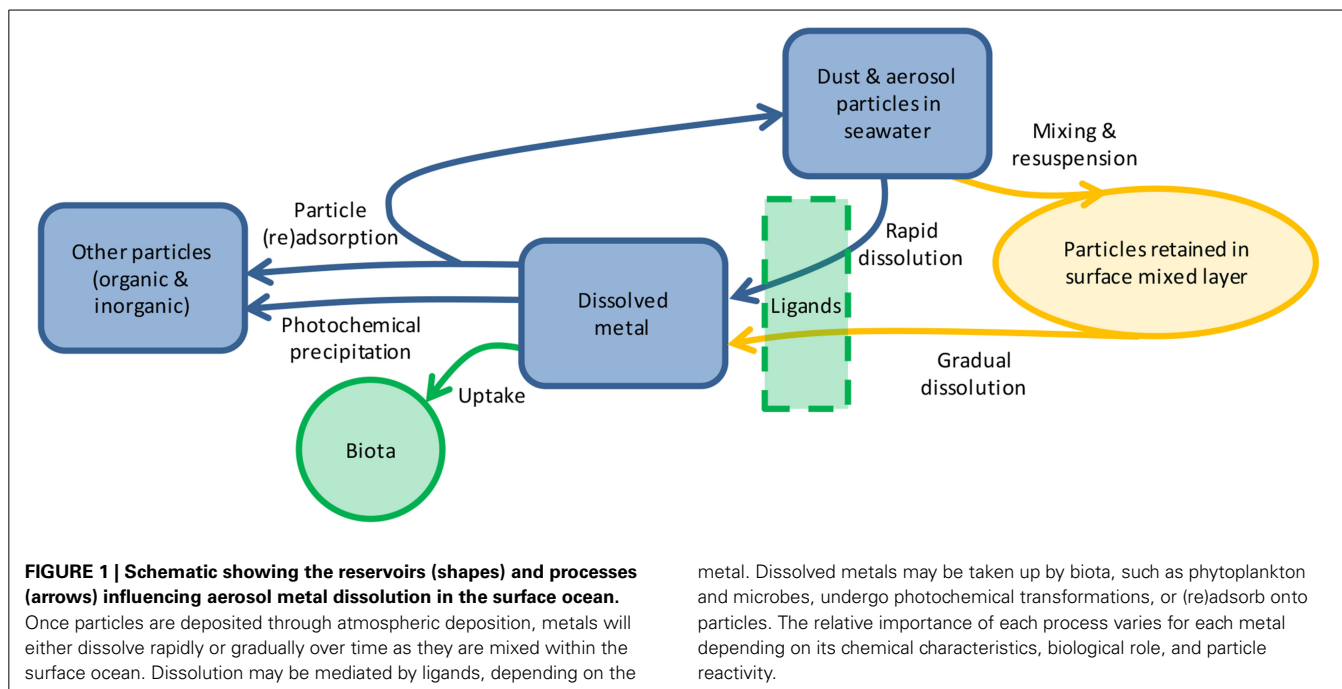 Dust & aerosol
particles in
seawater
Mixing &
resuspension
Particle
(re)adsorption
Other particles
(organic &
inorganic)
Rapid
dissolution
Particles retained in
surface mixed layer
Dissolved
metal
Ligands
Photochemical
precipitation
Gradual
dissolution
Uptake
Biota
FIGURE 1 | Schematic showing the reservoirs (shapes) and processes
(arrows) influencing aerosol metal dissolution in the surface ocean.
Once particles are deposited through atmospheric deposition, metals will
either dissolve rapidly or gradually over time as they are mixed within the
surface ocean. Dissolution may be mediated by ligands, depending on the
metal. Dissolved metals may be taken up by biota, such as phytoplankton
and microbes, undergo photochemical transformations, or (re)adsorb onto
particles. The relative importance of each process varies for each metal
depending on its chemical characteristics, biological role, and particle
reactivity.